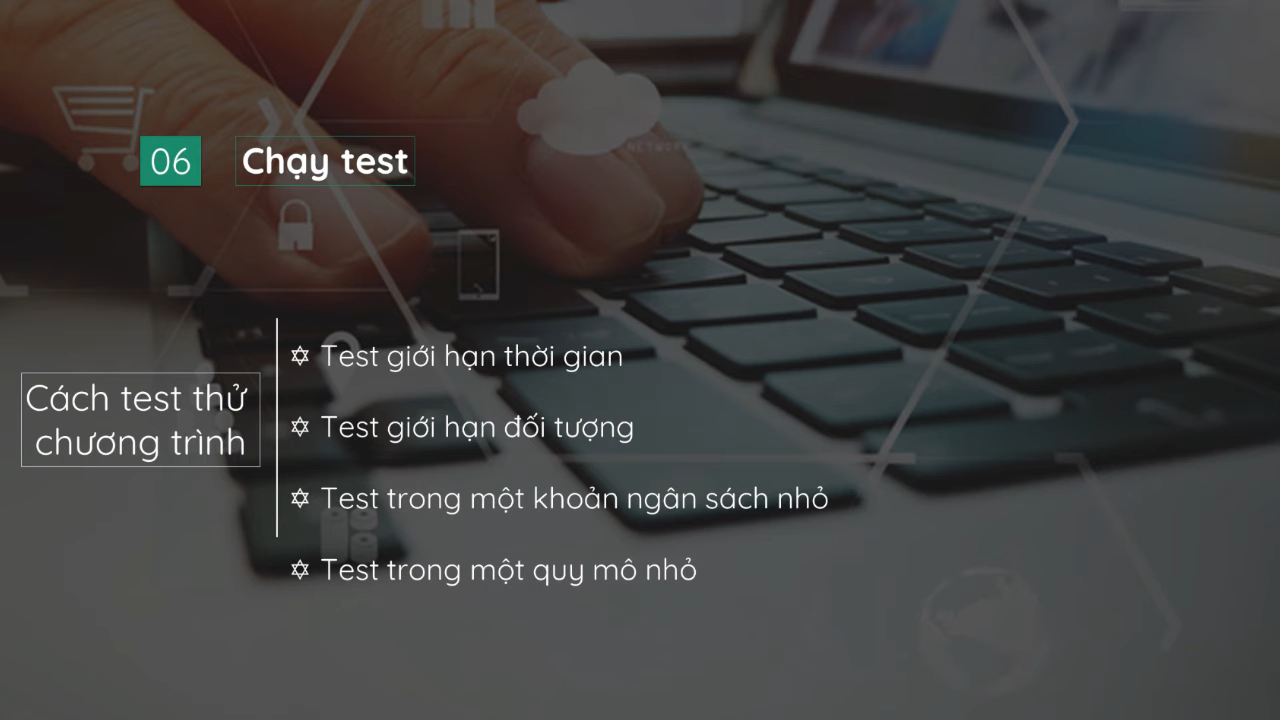 06 Chạy test
Cách test thử
chương trình
✡ Test giới hạn thời gian
✡ Test giới hạn đối tượng
✡ Test trong một khoản ngân sách nhỏ
✡ Test trong một quy mô nhỏ